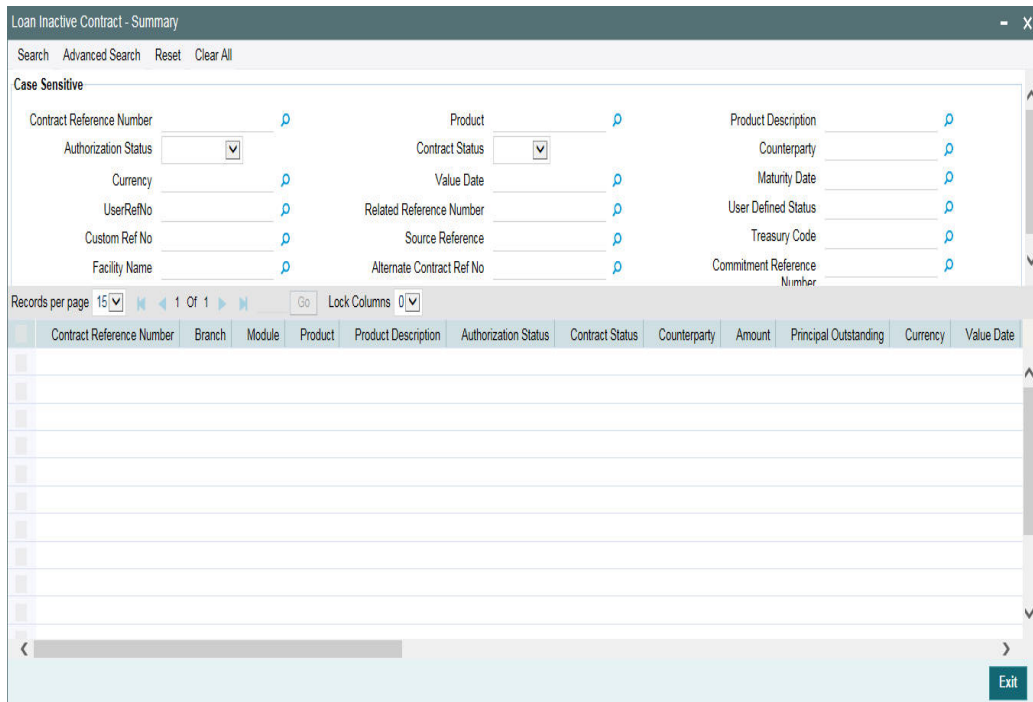 Loan Inactive Contract - Summary - X
Search Advanced Search Reset Clear All
Case Sensitive
Contract Reference Number Product Product Description
Authorization Status Contract Status Counterparty
Currency Value Date Maturity Date
UserRefNo Related Reference Number User Defined Status
Custom Ref No Source Reference Treasury Code
Facility Name Alternate Contract Ref No Commitment Reference
Number
Records per page 15 1 Of 1 Go Lock Columns 0
Contract Reference Number Branch Module Product Product Description Authorization Status Contract Status Counterparty Amount Principal Outstanding Currency Value Date
Exit